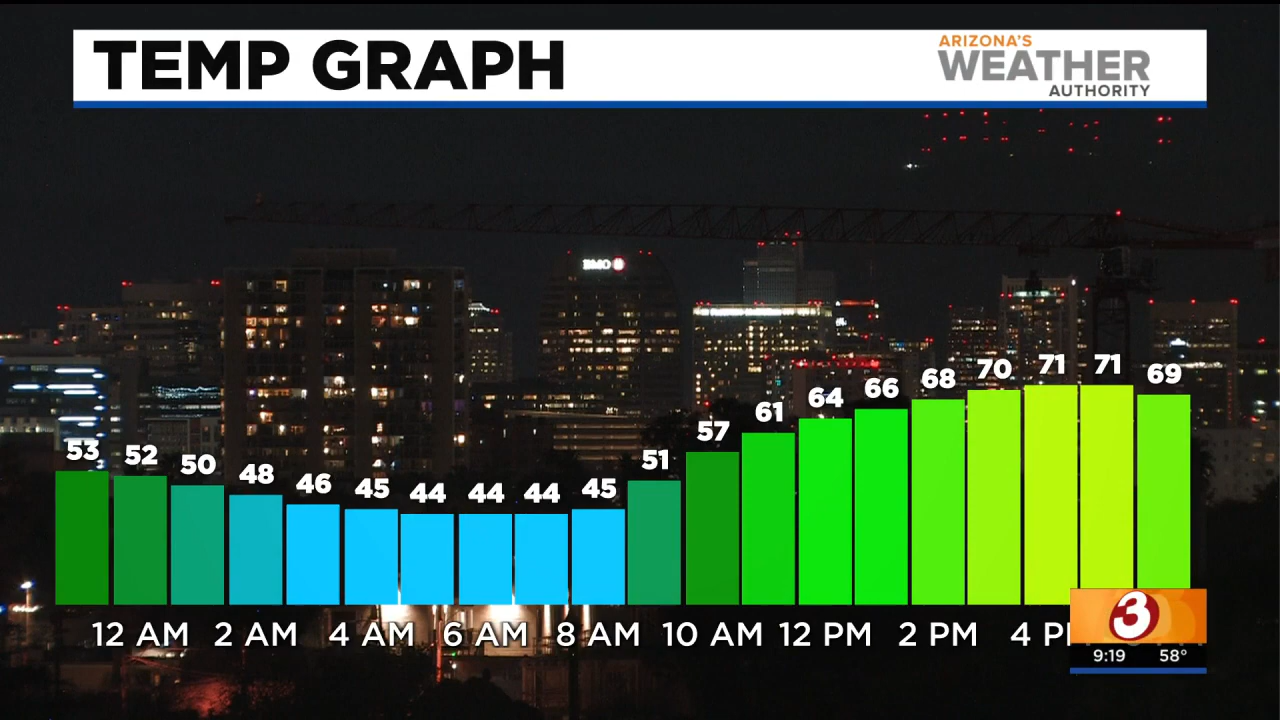 TEMP GRAPH
ARIZONA'S
WEATHER
AUTHORITY
BMO
53 52 50 48 46 45 44 44 44 45 51 57 61 64 66 68 70 71 71 69
12 AM 2 AM 4 AM 6 AM 8 AM 10 AM 12 PM 2 PM 4 P
3
9:19 58°